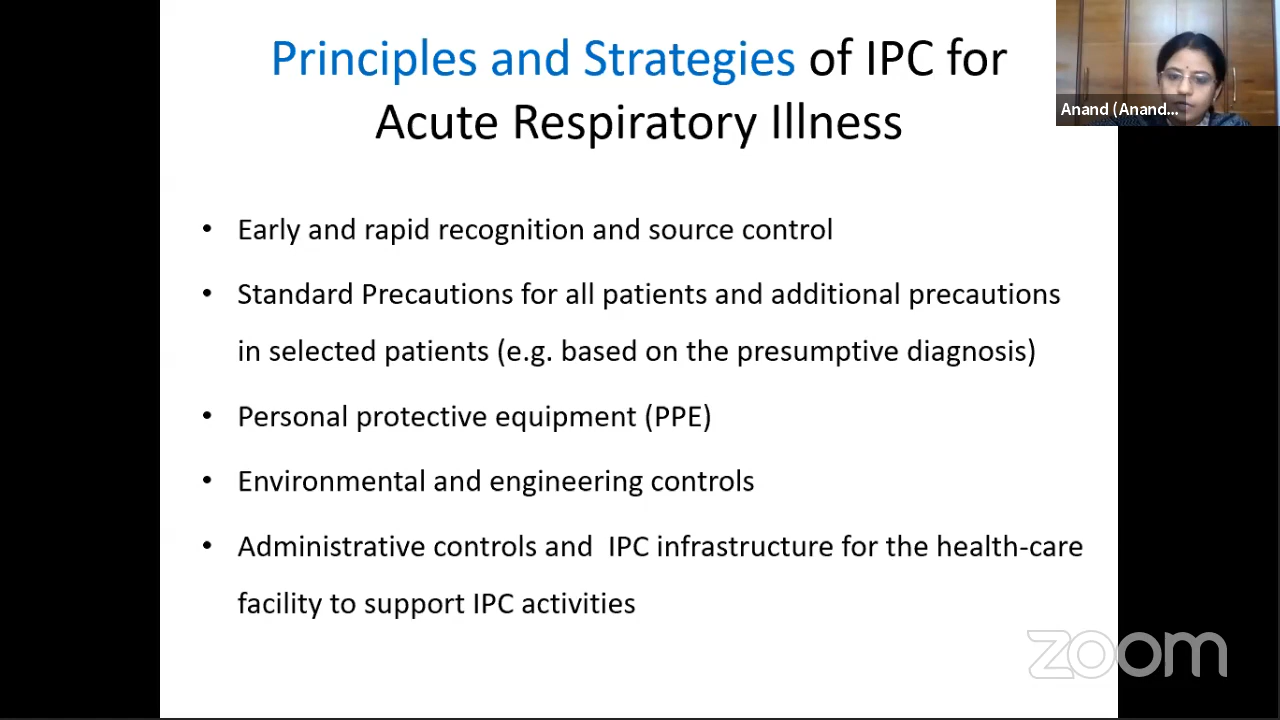 Principles and Strategies of IPC for
Acute Respiratory Illness
Anand (Anand...
• Early and rapid recognition and source control
• Standard Precautions for all patients and additional precautions
in selected patients (e.g. based on the presumptive diagnosis)
• Personal protective equipment (PPE)
• Environmental and engineering controls
• Administrative controls and  IPC infrastructure for the health-care
facility to support IPC activities
zoom